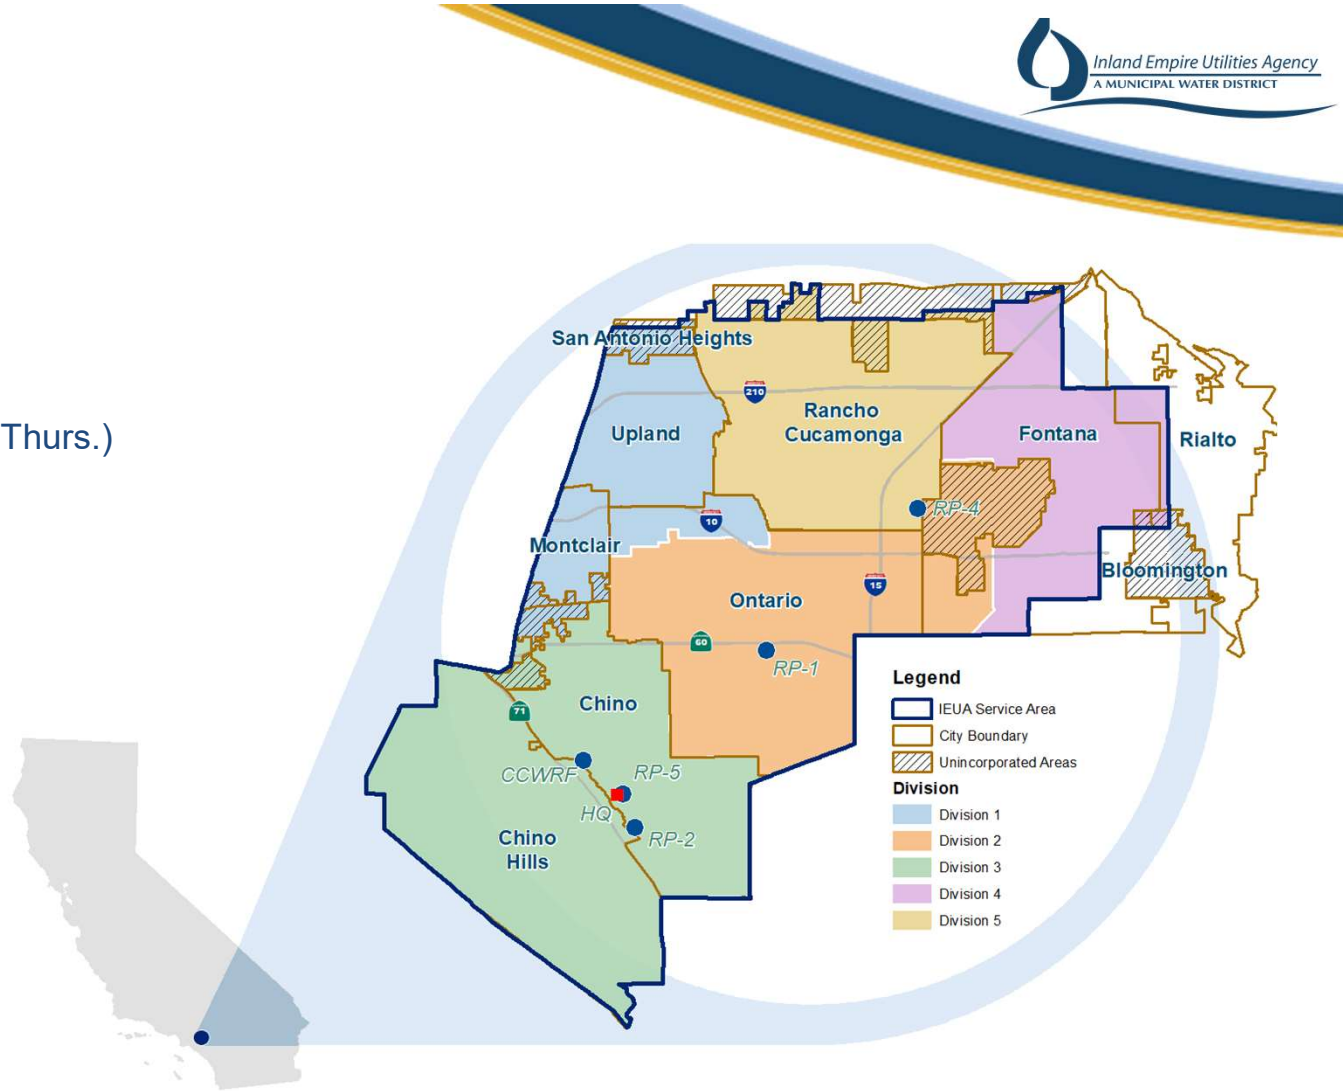 Inland Empire Utilities Agency
A MUNICIPAL WATER DISTRICT
Thurs.)
San Antonio Heights
210
Rancho
Cucamonga
Upland
Fontana
Rialto
RP-4
10
Montclair
Bloomington
15
Ontario
60
RP-1
Chino
71
CCWRF
RP-5
HQ
RP-2
Chino
Hills
Legend
IEUA Service Area
City Boundary
Unincorporated Areas
Division
Division 1
Division 2
Division 3
Division 4
Division 5